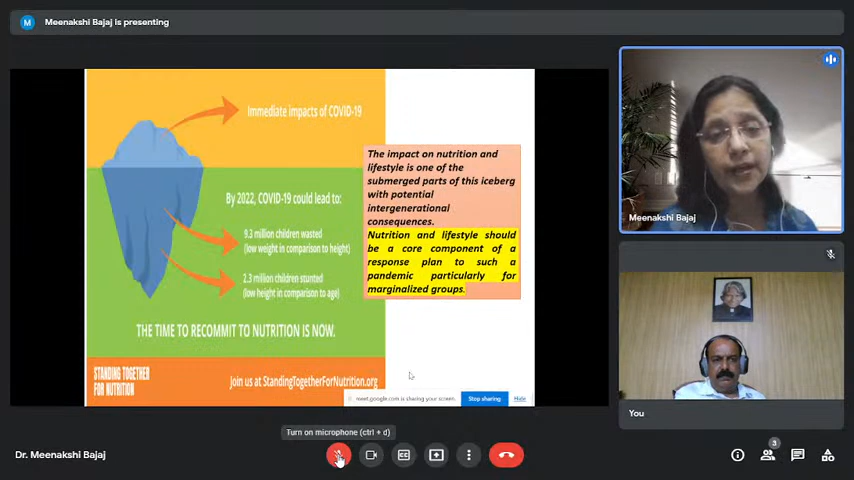 M Meenakshi Bajaj is presenting
Immediate impacts of COVID-19
By 2022, COVID-19 could lead to:
9.3 million children wasted
(low weight in comparison to height)
2.3 million children stunted
(low height in comparison to age)
THE TIME TO RECOMMIT TO NUTRITION IS NOW.
STANDING TOGETHER
FOR NUTRITION
Join us at StandingTogetherForNutrition.org
The impact on nutrition and
lifestyle is one of the
submerged parts of this iceberg
with potential
intergenerational
consequences.
Nutrition and lifestyle should
be a core component of a
response plan to such a
pandemic particularly for
marginalized groups.
meet.google.com is sharing your screen.
Stop sharing
Hide
Meenakshi Bajaj
You
Turn on microphone (ctrl + d)
Dr. Meenakshi Bajaj
3